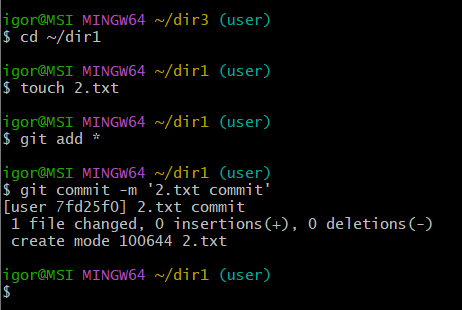 igor@MSI MINGW64 ~/dir3 (user)
$ cd ~/dir1
igor@MSI MINGW64 ~/dir1 (user)
$ touch 2.txt
igor@MSI MINGW64 ~/dir1 (user)
$ git add *
igor@MSI MINGW64 ~/dir1 (user)
$ git commit -m '2.txt commit'
[user 7fd25f0] 2.txt commit
 1 file changed, 0 insertions(+), 0 deletions(-)
 create mode 100644 2.txt
igor@MSI MINGW64 ~/dir1 (user)
$